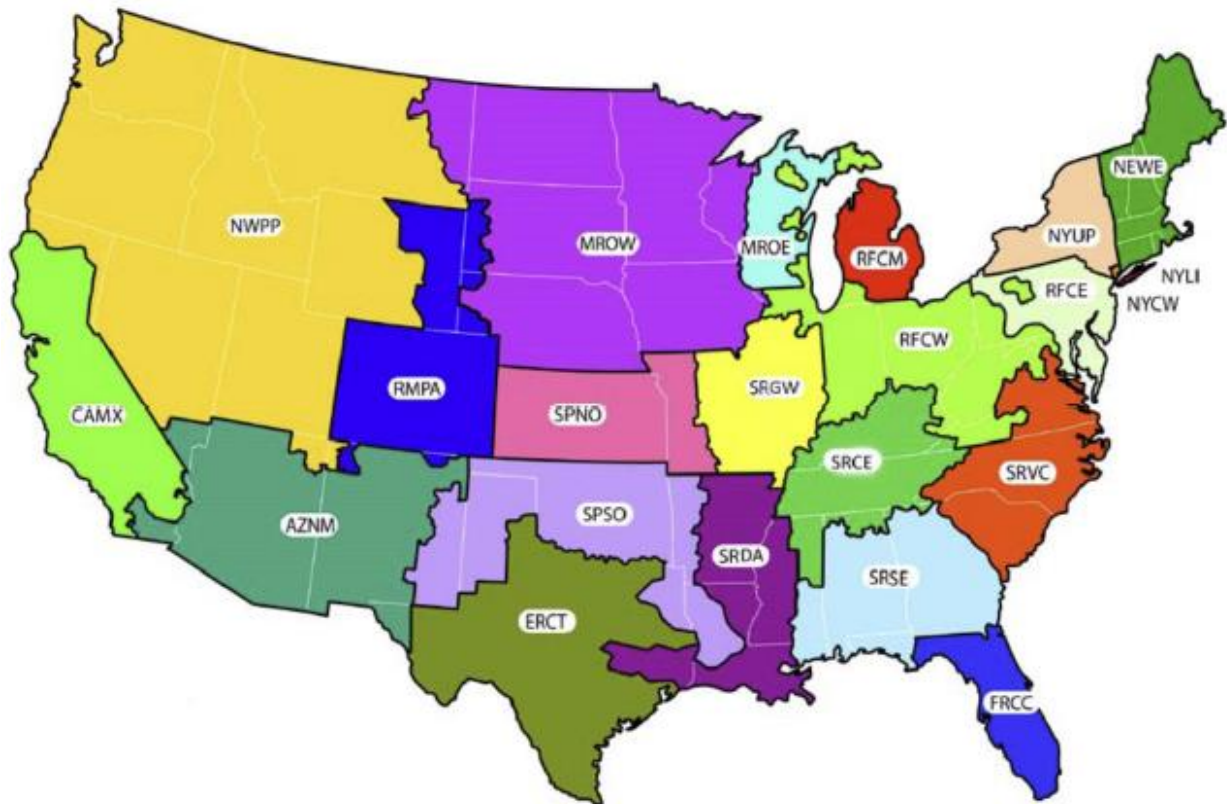 NEWE
NWPP
MROW
MROE
NYUP
RFCM
NYLI
RFCE
NYCW
RFCW
RMPA
SRGW
CAMX
SPNO
SRCE
SRVC
SPSO
AZNM
SRDA
SRSE
ERCT
FRCC